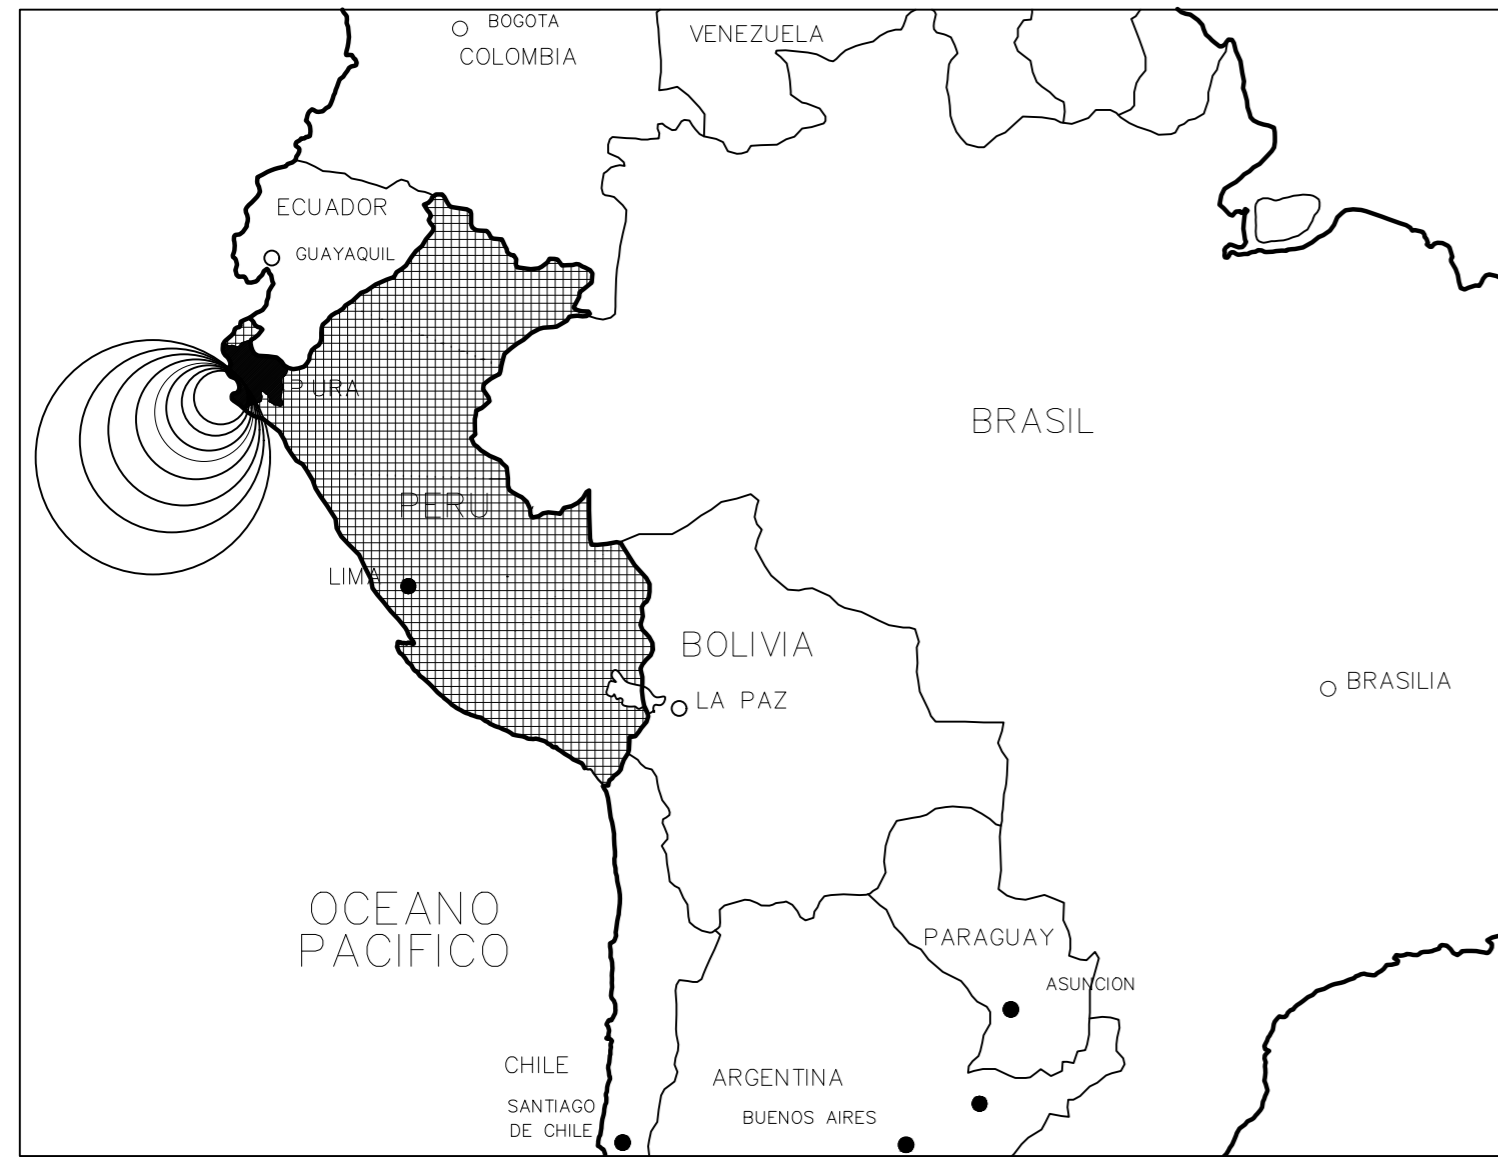 BOGOTA
COLOMBIA
VENEZUELA
ECUADOR
GUAYAQUIL
PIURA
BRASIL
PERU
LIMA
BOLIVIA
LA PAZ
BRASILIA
OCEANO
PACIFICO
PARAGUAY
ASUNCION
CHILE
ARGENTINA
SANTIAGO
DE CHILE
BUENOS AIRES